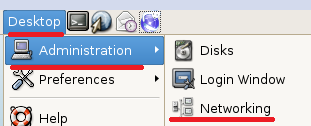 Desktop
Administration
Disks
Preferences
Login Window
Help
Networking